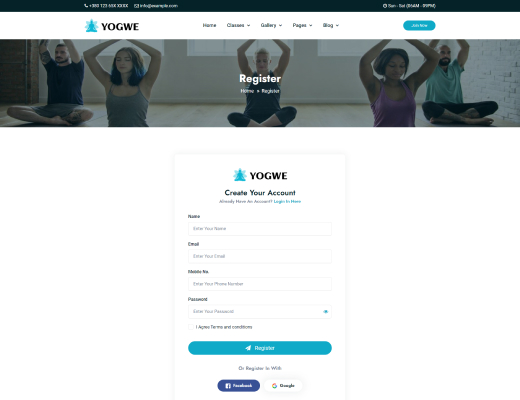 +380 123 65X XXXX info@example.com Sun - Sat (06AM - 09PM)
YOGWE Home Classes Gallery Pages Blog Join Now
Register
Home » Register
YOGWE
Create Your Account
Already Have An Account? Login In Here
Name
Enter Your Name
Email
Enter Your Email
Mobile No.
Enter Your Phone Number
Password
Enter Your Password
I Agree Terms and conditions
Register
Or Register In With
Facebook Google